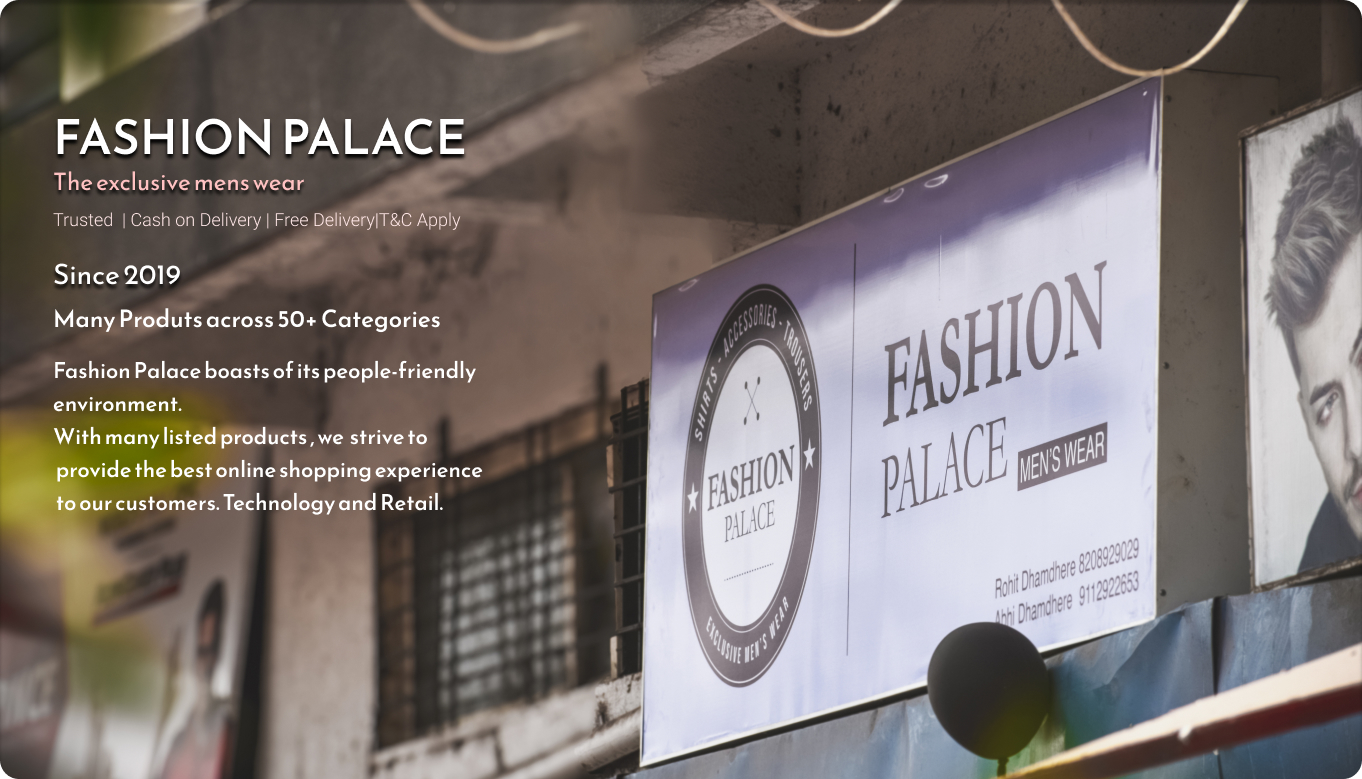 FASHION PALACE
The exclusive mens wear
Trusted | Cash on Delivery | Free Delivery|T&C Apply
Since 2019
Many Produts across 50+ Categories
Fashion Palace boasts of its people-friendly
environment.
With many listed products , we strive to
provide the best online shopping experience
to our customers. Technology and Retail.
SHIRTS - ACCESSORIES - TROUSERS
FASHION
PALACE
EXCLUSIVE MEN'S WEAR
FASHION
PALACE MEN'S WEAR
Rohit Dhamdhere 8208929029
Abhi Dhamdhere 9112922653